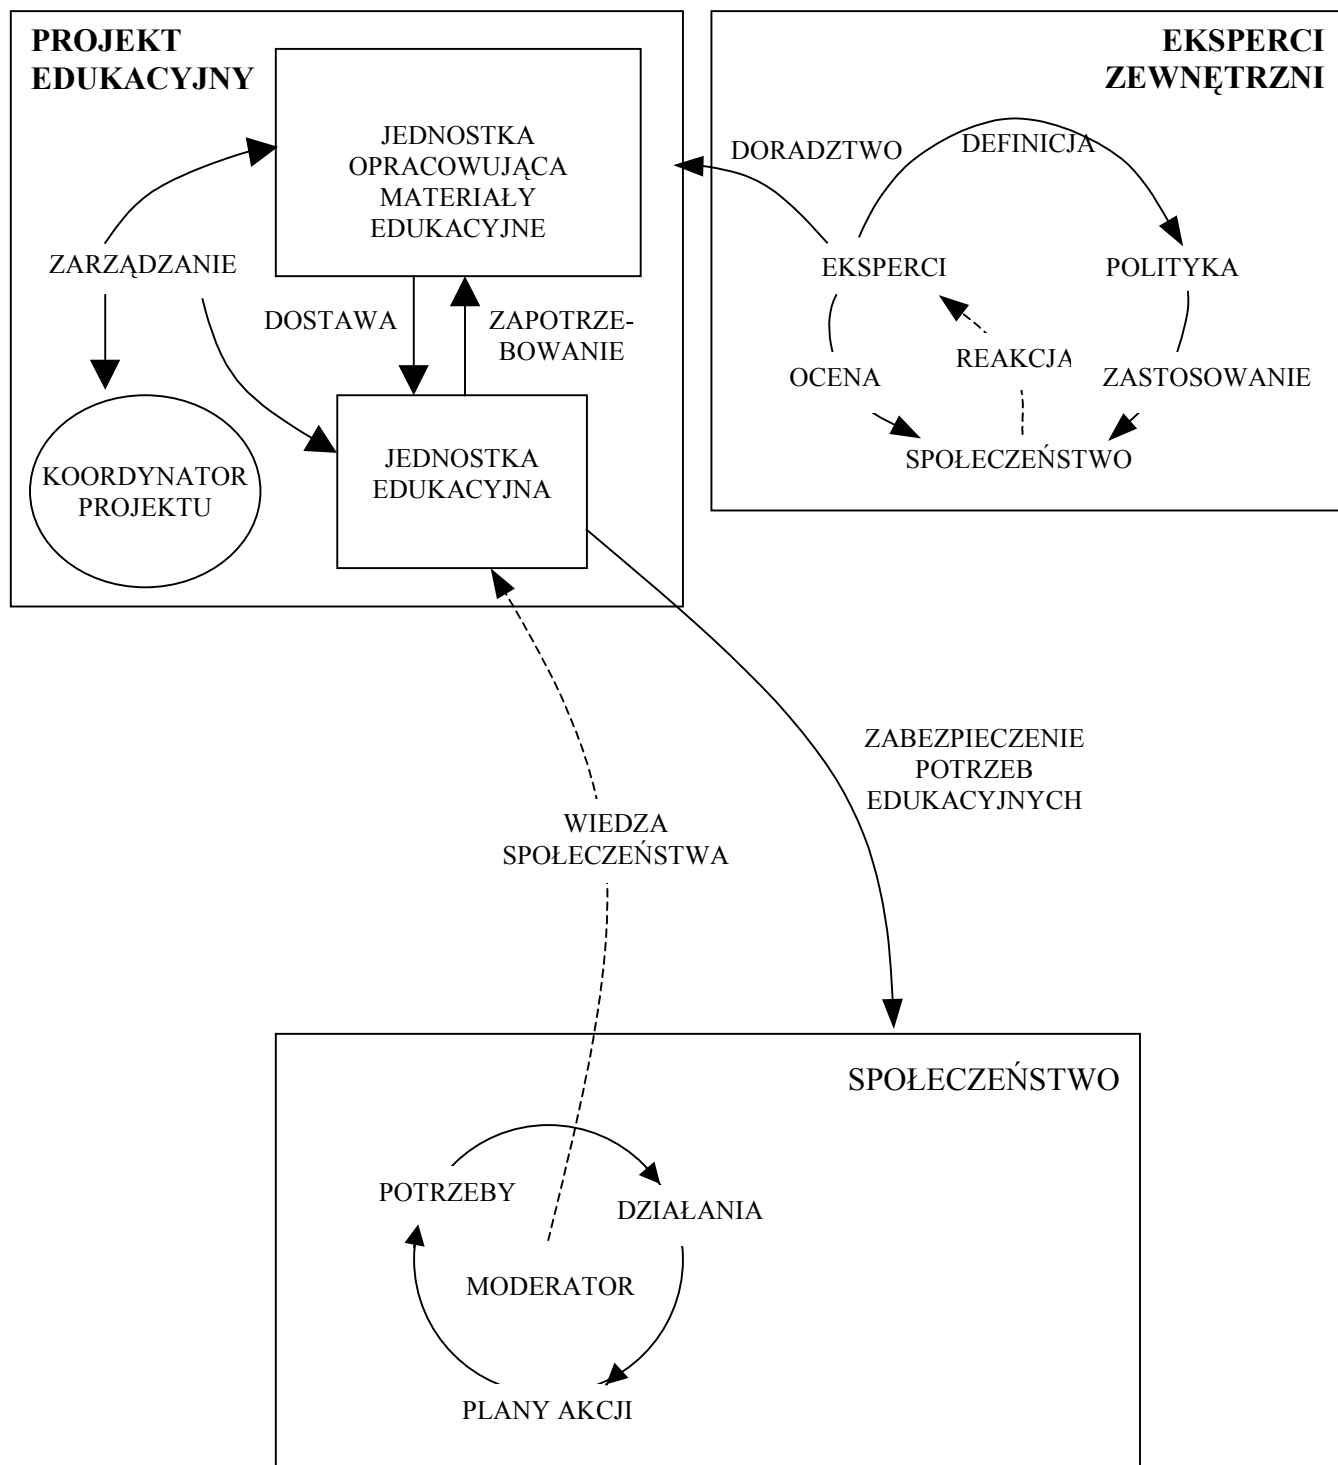 PROJEKT
EDUKACYJNY
JEDNOSTKA
OPRACOWUJĄCA
MATERIAŁY
EDUKACYJNE
ZARZĄDZANIE
DOSTAWA
ZAPOTRZE-
BOWANIE
KOORDYNATOR
PROJEKTU
JEDNOSTKA
EDUKACYJNA
EKSPERCI
ZEWNĘTRZNI
DORADZTWO
DEFINICJA
EKSPERCI
POLITYKA
REAKCJA
OCENA
ZASTOSOWANIE
SPOŁECZEŃSTWO
ZABEZPIECZENIE
POTRZEB
EDUKACYJNYCH
WIEDZA
SPOŁECZEŃSTWA
SPOŁECZEŃSTWO
POTRZEBY
DZIAŁANIA
MODERATOR
PLANY AKCJI